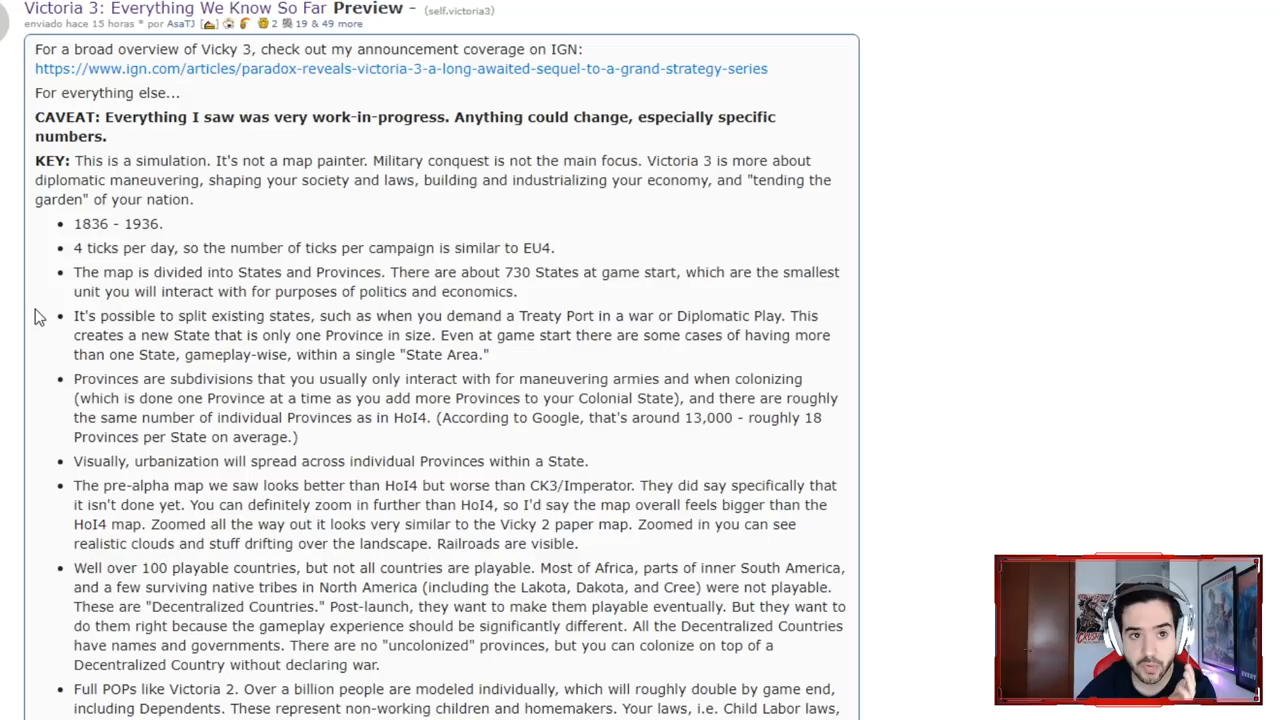 Victoria 3: Everything We Know So Far Preview - (self.victoria3)
enviado hace 15 horas * por AsaTJ 2 19 & 49 more
For a broad overview of Vicky 3, check out my announcement coverage on IGN:
https://www.ign.com/articles/paradox-reveals-victoria-3-a-long-awaited-sequel-to-a-grand-strategy-series
For everything else...
CAVEAT: Everything I saw was very work-in-progress. Anything could change, especially specific
numbers.
KEY: This is a simulation. It's not a map painter. Military conquest is not the main focus. Victoria 3 is more about
diplomatic maneuvering, shaping your society and laws, building and industrializing your economy, and "tending the
garden" of your nation.
• 1836 - 1936.
• 4 ticks per day, so the number of ticks per campaign is similar to EU4.
• The map is divided into States and Provinces. There are about 730 States at game start, which are the smallest
unit you will interact with for purposes of politics and economics.
• It's possible to split existing states, such as when you demand a Treaty Port in a war or Diplomatic Play. This
creates a new State that is only one Province in size. Even at game start there are some cases of having more
than one State, gameplay-wise, within a single "State Area."
• Provinces are subdivisions that you usually only interact with for maneuvering armies and when colonizing
(which is done one Province at a time as you add more Provinces to your Colonial State), and there are roughly
the same number of individual Provinces as in HoI4. (According to Google, that's around 13,000 - roughly 18
Provinces per State on average.)
• Visually, urbanization will spread across individual Provinces within a State.
• The pre-alpha map we saw looks better than HoI4 but worse than CK3/Imperator. They did say specifically that
it isn't done yet. You can definitely zoom in further than HoI4, so I'd say the map overall feels bigger than the
HoI4 map. Zoomed all the way out it looks very similar to the Vicky 2 paper map. Zoomed in you can see
realistic clouds and stuff drifting over the landscape. Railroads are visible.
• Well over 100 playable countries, but not all countries are playable. Most of Africa, parts of inner South America,
and a few surviving native tribes in North America (including the Lakota, Dakota, and Cree) were not playable.
These are "Decentralized Countries." Post-launch, they want to make them playable eventually. But they want to
do them right because the gameplay experience should be significantly different. All the Decentralized Countries
have names and governments. There are no "uncolonized" provinces, but you can colonize on top of a
Decentralized Country without declaring war.
• Full POPs like Victoria 2. Over a billion people are modeled individually, which will roughly double by game end,
including Dependents. These represent non-working children and homemakers. Your laws, i.e. Child Labor laws,